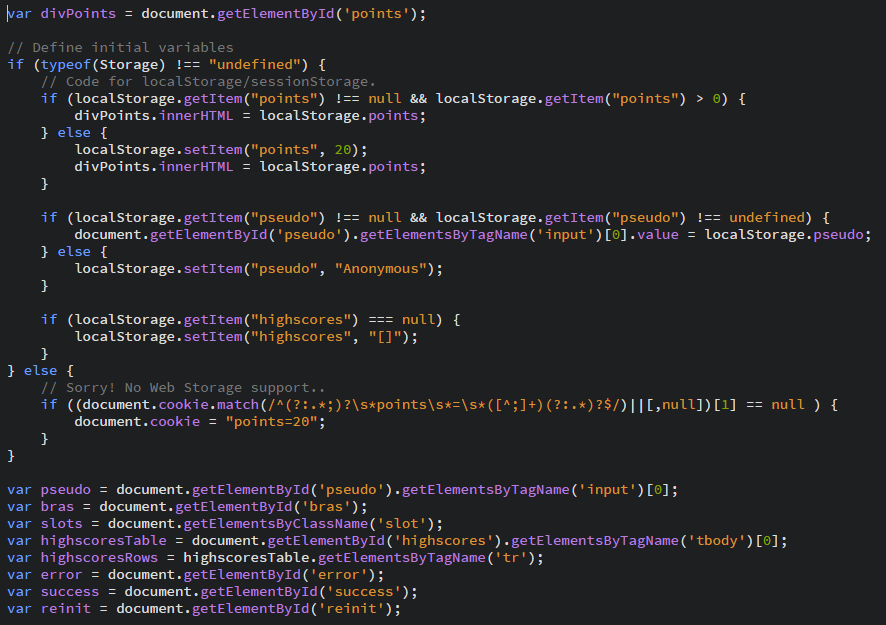 var divPoints = document.getElementById('points');

// Define initial variables
if (typeof(Storage) !== "undefined") {
    // Code for localStorage/sessionStorage.
    if (localStorage.getItem("points") !== null && localStorage.getItem("points") > 0) {
        divPoints.innerHTML = localStorage.points;
    } else {
        localStorage.setItem("points", 20);
        divPoints.innerHTML = localStorage.points;
    }

    if (localStorage.getItem("pseudo") !== null && localStorage.getItem("pseudo") !== undefined) {
        document.getElementById('pseudo').getElementsByTagName('input')[0].value = localStorage.pseudo;
    } else {
        localStorage.setItem("pseudo", "Anonymous");
    }

    if (localStorage.getItem("highscores") === null) {
        localStorage.setItem("highscores", "[]");
    }
} else {
    // Sorry! No Web Storage support..
    if ((document.cookie.match(/^(?:.*;)?\s*points\s*=\s*([^;]+)(?:.*)?$/)||[,null])[1] == null ) {
        document.cookie = "points=20";
    }
}

var pseudo = document.getElementById('pseudo').getElementsByTagName('input')[0];
var bras = document.getElementById('bras');
var slots = document.getElementsByClassName('slot');
var highscoresTable = document.getElementById('highscores').getElementsByTagName('tbody')[0];
var highscoresRows = highscoresTable.getElementsByTagName('tr');
var error = document.getElementById('error');
var success = document.getElementById('success');
var reinit = document.getElementById('reinit');